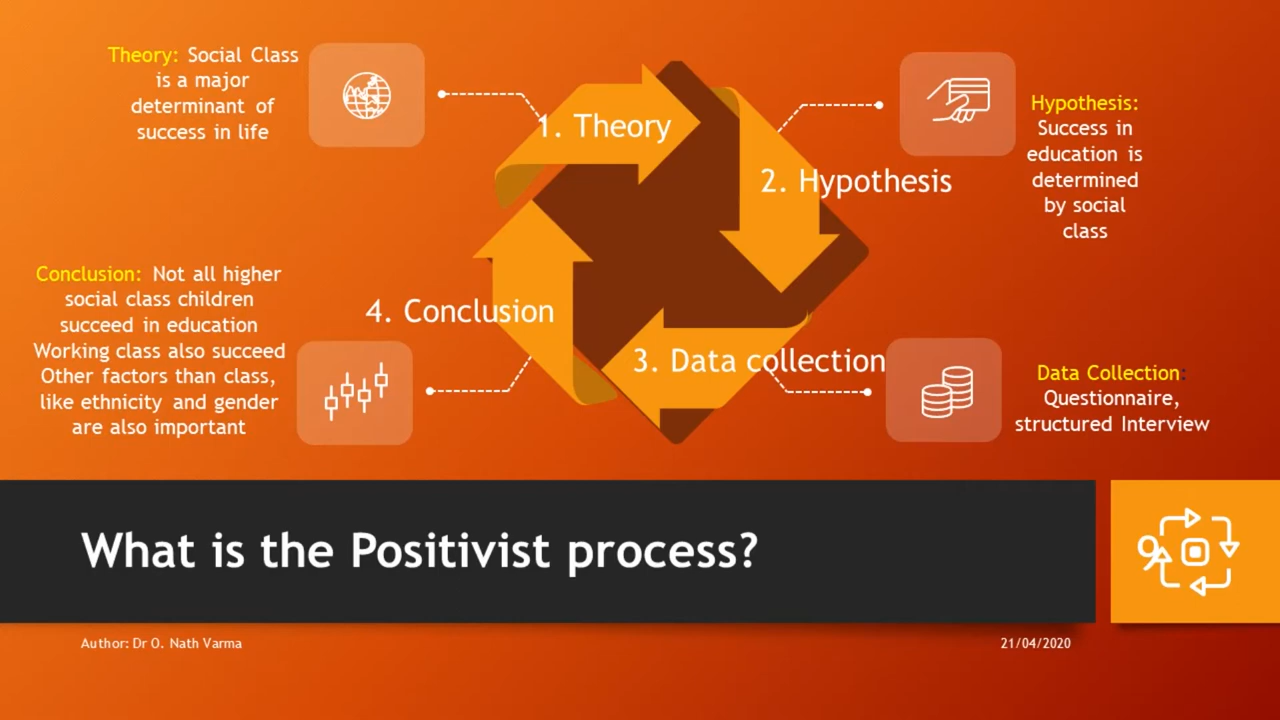 Theory: Social Class
is a major
determinant of
success in life
1. Theory
2. Hypothesis
Hypothesis:
Success in
education is
determined
by social
class
Conclusion: Not all higher
social class children
succeed in education
Working class also succeed
Other factors than class,
like ethnicity and gender
are also important
4. Conclusion
3. Data collection
Data Collection:
Questionnaire,
structured Interview
What is the Positivist process?
9
Author: Dr O. Nath Varma
21/04/2020